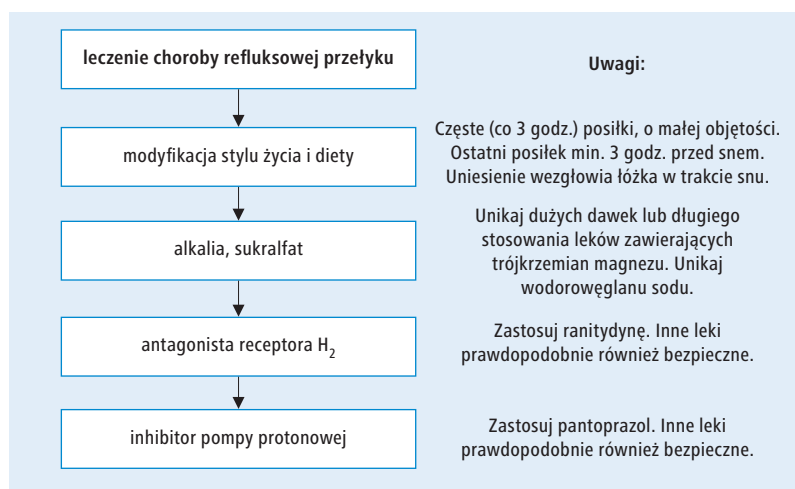 leczenie choroby refluksowej przełyku
Uwagi:
modyfikacja stylu życia i diety
Częste (co 3 godz.) posiłki, o małej objętości.
Ostatni posiłek min. 3 godz. przed snem.
Uniesienie wezgłowia łóżka w trakcie snu.
alkalia, sukralfat
Unikaj dużych dawek lub długiego
stosowania leków zawierających
trójkrzemian magnezu. Unikaj
wodorowęglanu sodu.
antagonista receptora H₂
Zastosuj ranitydynę. Inne leki
prawdopodobnie również bezpieczne.
inhibitor pompy protonowej
Zastosuj pantoprazol. Inne leki
prawdopodobnie również bezpieczne.